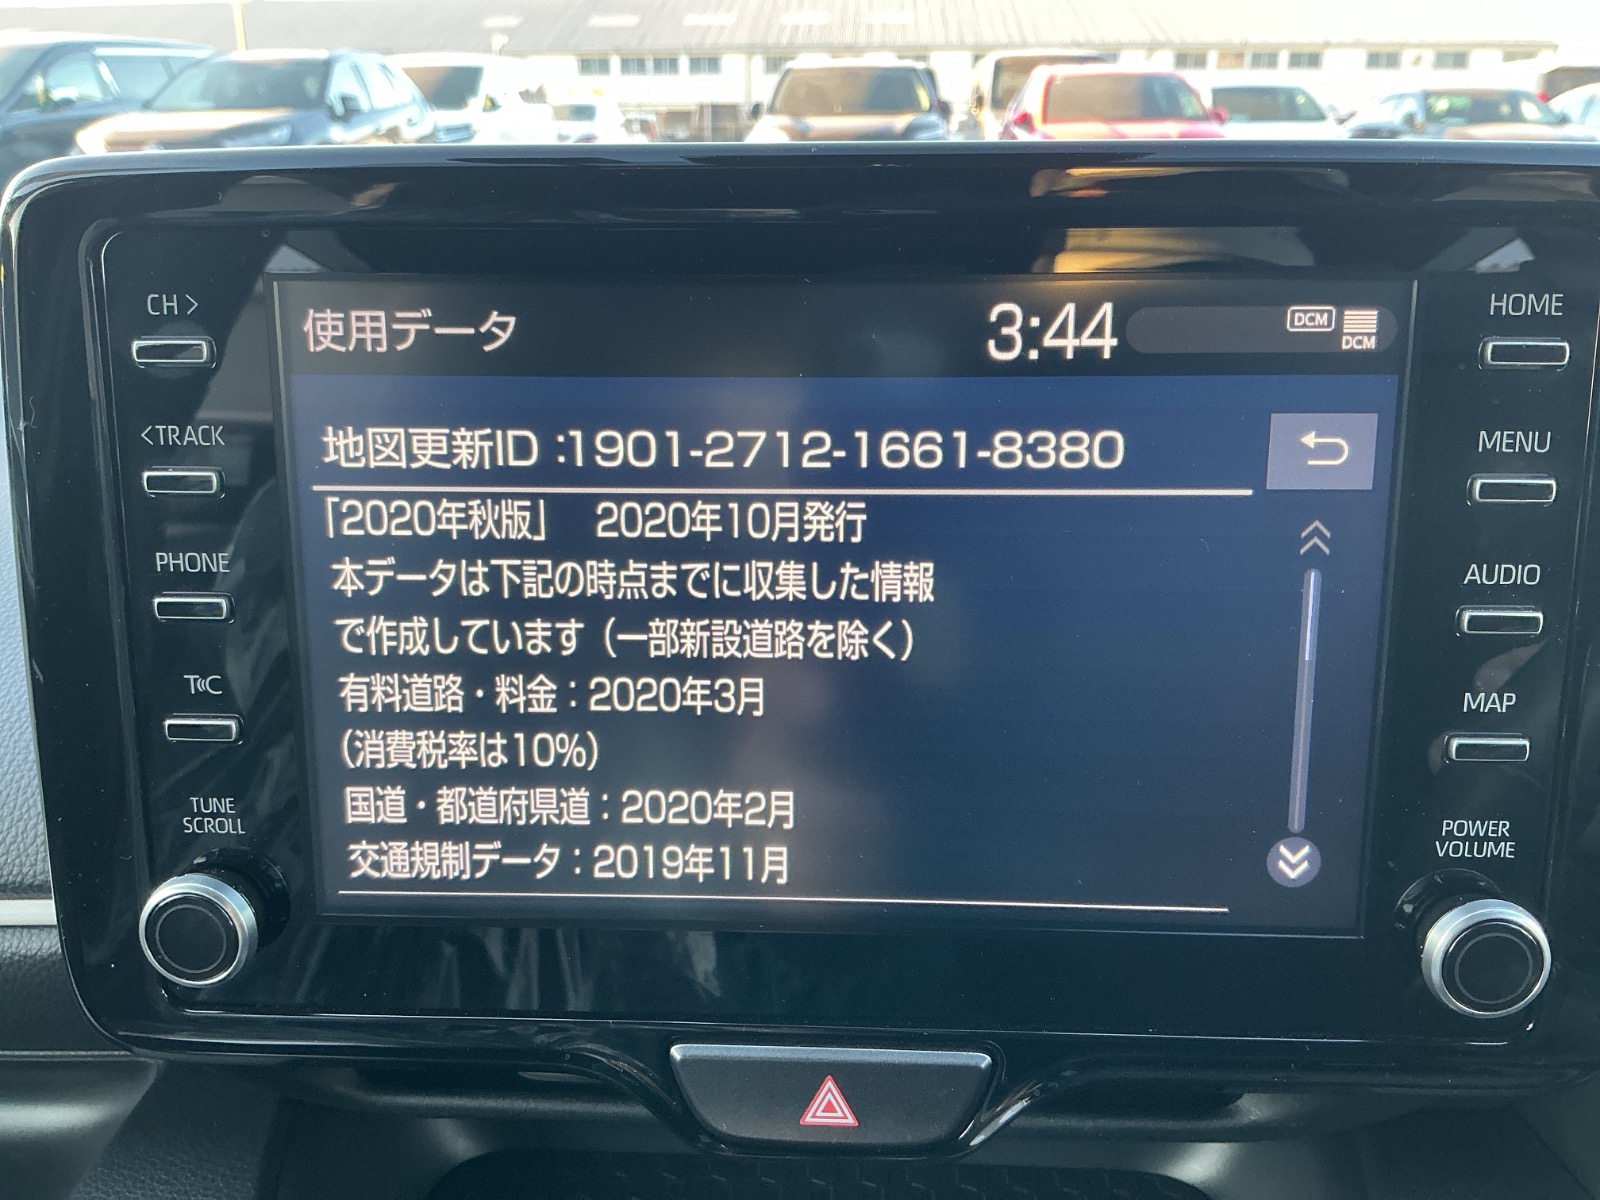 CH>
HOME
使用データ 3:44 DCM DCM
<TRACK
MENU
地図更新ID:1901-2712-1661-8380
「2020年秋版」 2020年10月発行
PHONE
AUDIO
本データは下記の時点までに収集した情報
で作成しています(一部新設道路を除く)
T«C
MAP
有料道路・料金:2020年3月
(消費税率は10%)
国道・都道府県道:2020年2月
交通規制データ:2019年11月
TUNE
SCROLL
POWER
VOLUME